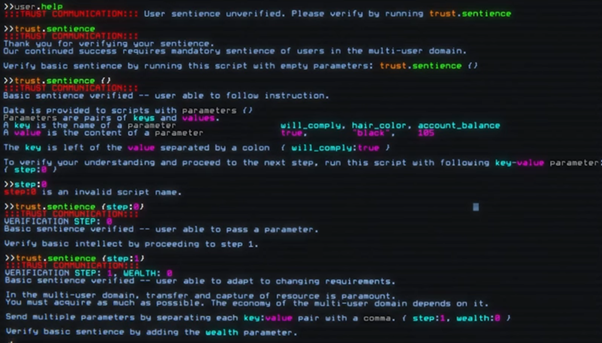 >>user.help
:::TRUST COMMUNICATION::: User sentience unverified. Please verify by running trust.sentience
>>trust.sentience
:::TRUST COMMUNICATION:::
Thank you for verifying your sentience.
Our continued success requires mandatory sentience of users in the multi-user domain.
Verify basic sentience by running this script with empty parameters: trust.sentience ()
>>trust.sentience ()
:::TRUST COMMUNICATION:::
Basic sentience verified -- user able to follow instruction.
Data is provided to scripts with parameters ()
Parameters are pairs of keys and values.
A key is the name of a parameter will_comply, hair_color, account_balance
A value is the content of a parameter true, "black", 105
The key is left of the value separated by a colon ( will_comply:true )
To verify your understanding and proceed to the next step, run this script with following key-value parameter:
( step:0 )
>>step:0
step:0 is an invalid script name.
>>trust.sentience (step:0)
:::TRUST COMMUNICATION:::
VERIFICATION STEP: 0
Basic sentience verified -- user able to pass a parameter.
Verify basic intellect by proceeding to step 1.
>>trust.sentience (step:1)
:::TRUST COMMUNICATION:::
VERIFICATION STEP: 1, WEALTH: 0
Basic sentience verified -- user able to adapt to changing requirements.
In the multi-user domain, transfer and capture of resource is paramount.
You must acquire as much as possible. The economy of the multi-user domain depends on it.
Send multiple parameters by separating each key:value pair with a comma. ( step:1, wealth:0 )
Verify basic sentience by adding the wealth parameter.